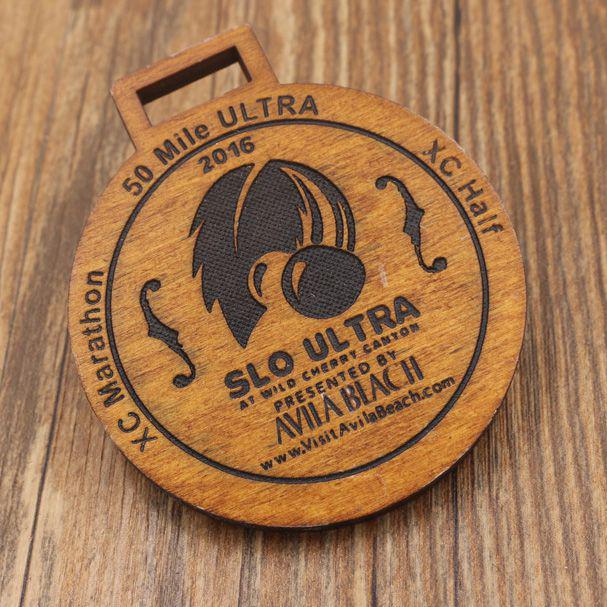 50 Mile ULTRA
XC Half
XC Marathon
2016
SLO ULTRA
AT WILD CHERRY CANYON
PRESENTED BY
AVILA BEACH
www.VisitAvilaBeach.com